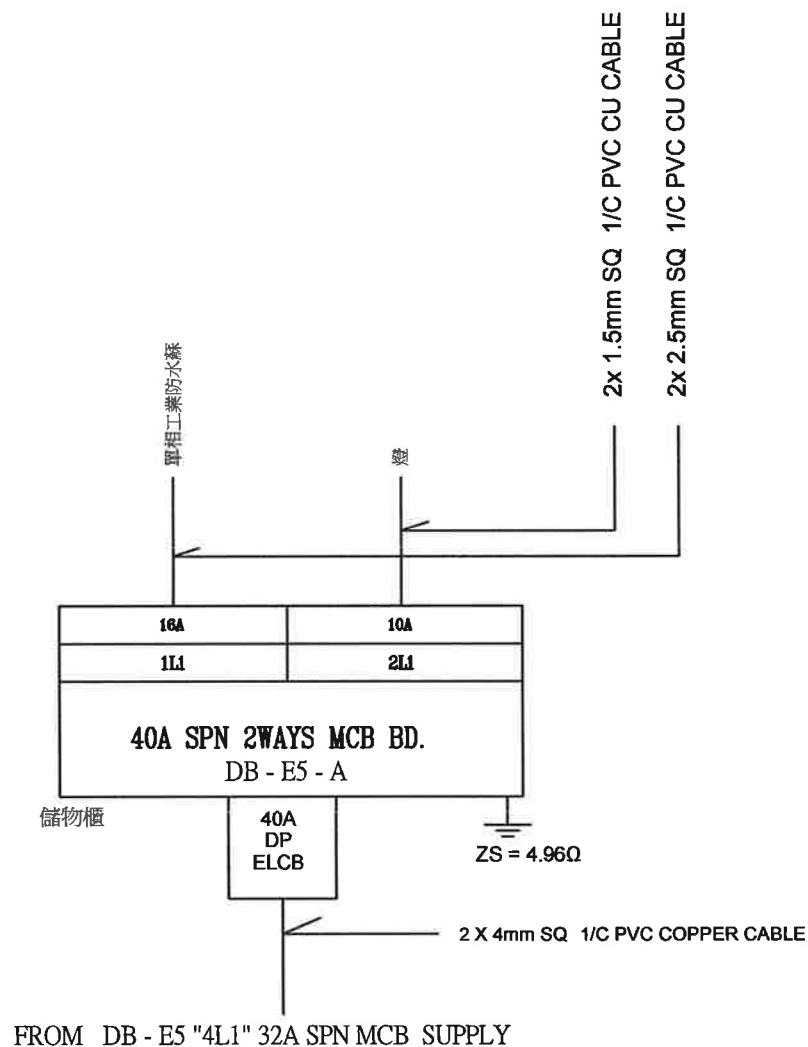 2x 1.5mm SQ 1/C PVC CU CABLE
2x 2.5mm SQ 1/C PVC CU CABLE
單相工業防水蘇
燈
16A
10A
1L1
2L1
40A SPN 2WAYS MCB BD.
DB - E5 - A
儲物櫃
40A
DP
ELCB
ZS = 4.96Ω
2 X 4mm SQ 1/C PVC COPPER CABLE
FROM DB - E5 "4L1" 32A SPN MCB SUPPLY